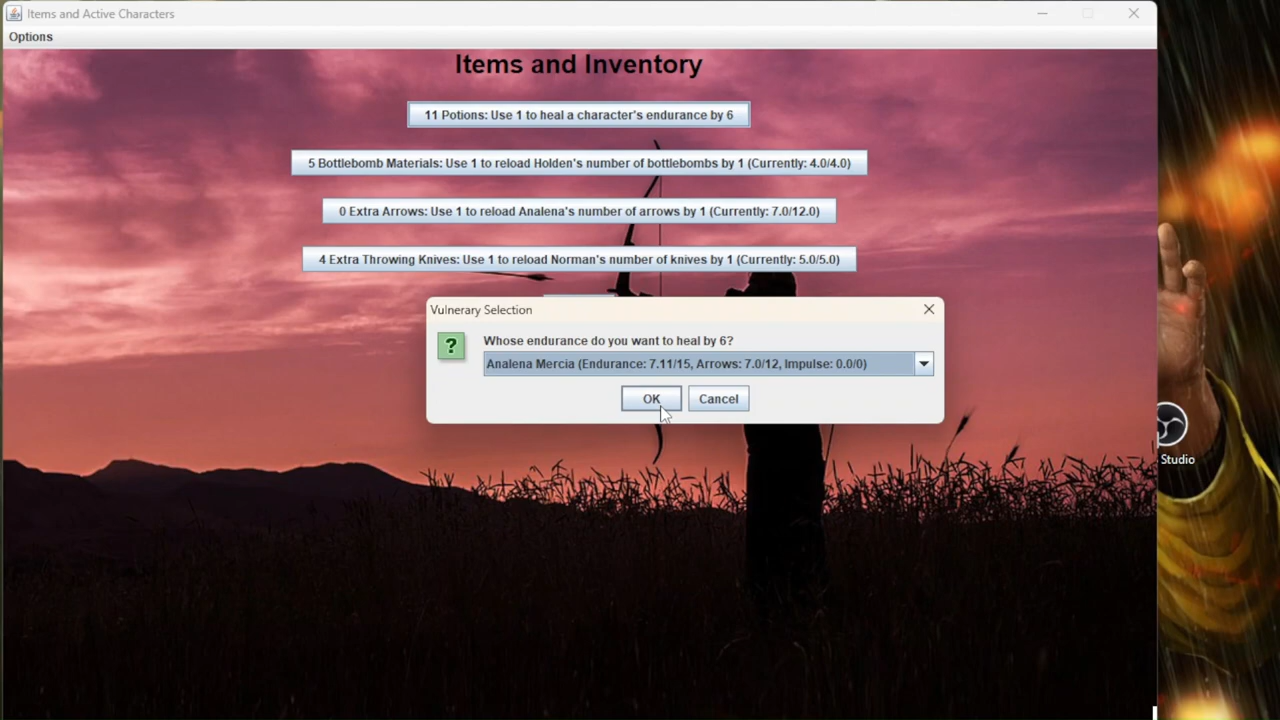 Items and Active Characters
Options
Items and Inventory
11 Potions: Use 1 to heal a character's endurance by 6
5 Bottlebomb Materials: Use 1 to reload Holden's number of bottlebombs by 1 (Currently: 4.0/4.0)
0 Extra Arrows: Use 1 to reload Analena's number of arrows by 1 (Currently: 7.0/12.0)
4 Extra Throwing Knives: Use 1 to reload Norman's number of knives by 1 (Currently: 5.0/5.0)
Vulnerary Selection
? Whose endurance do you want to heal by 6?
Analena Mercia (Endurance: 7.11/15, Arrows: 7.0/12, Impulse: 0.0/0)
OK Cancel
Studio